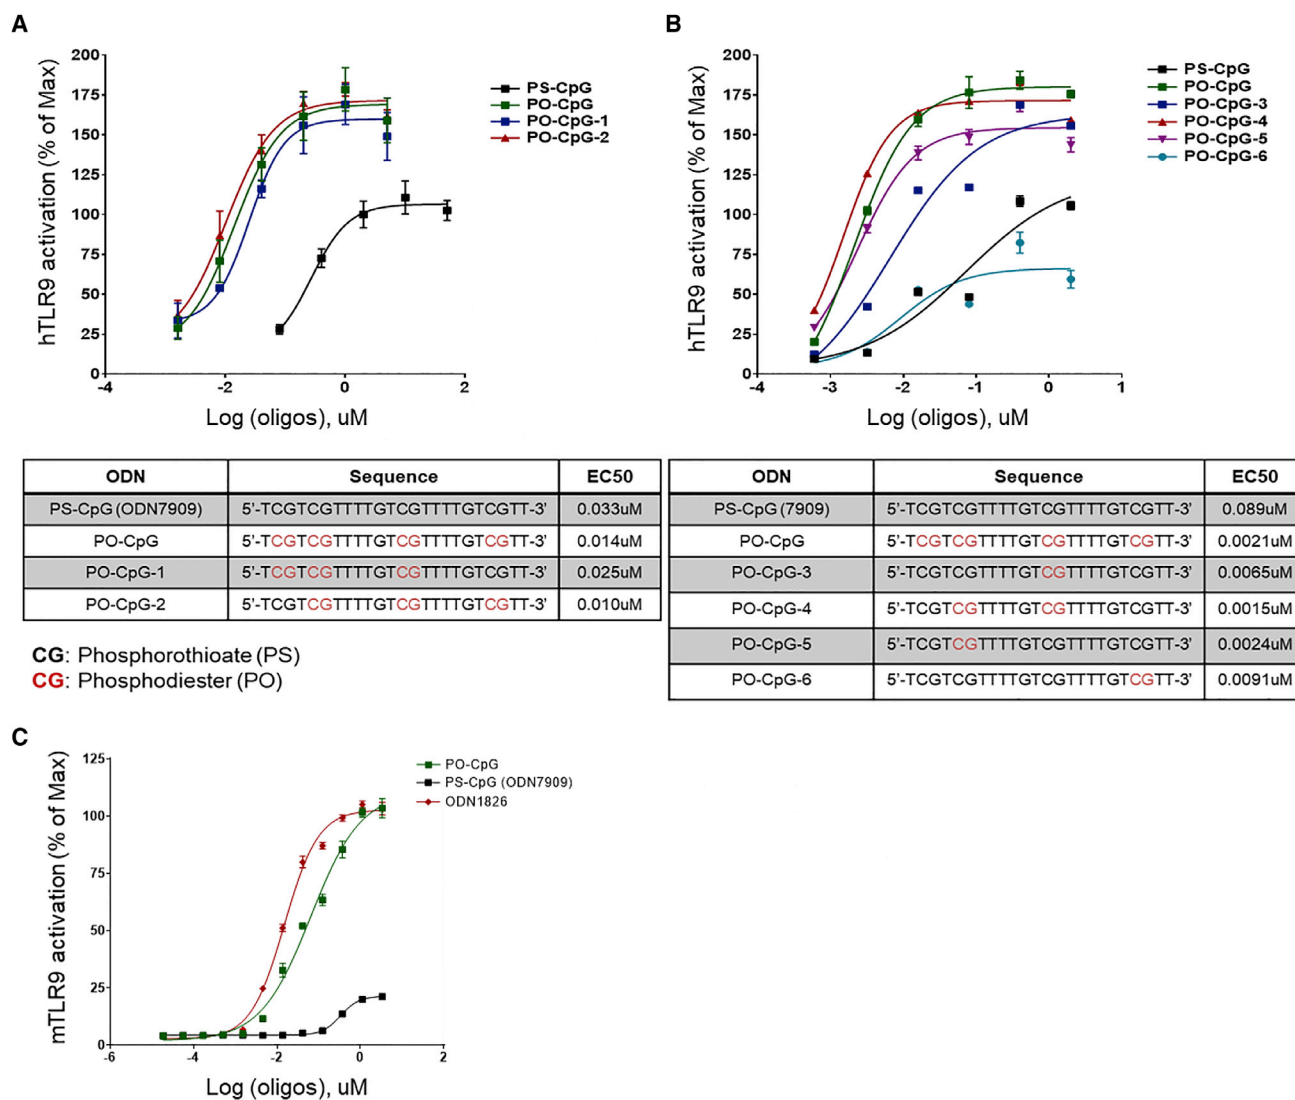 A
200
175
150
125
100
75
50
25
0
-4 -2 0 2
hTLR9 activation (% of Max)
Log (oligos), uM
PS-CpG
PO-CpG
PO-CpG-1
PO-CpG-2
B
200
175
150
125
100
75
50
25
0
-4 -3 -2 -1 0 1
hTLR9 activation (% of Max)
Log (oligos), uM
PS-CpG
PO-CpG
PO-CpG-3
PO-CpG-4
PO-CpG-5
PO-CpG-6
ODN Sequence EC50
PS-CpG (ODN7909) 5'-TCGTCGTTTTGTCGTTTTGTCGTT-3' 0.033uM
PO-CpG 5'-TCGTCGTTTTGTCGTTTTGTCGTT-3' 0.014uM
PO-CpG-1 5'-TCGTCGTTTTGTCGTTTTGTCGTT-3' 0.025uM
PO-CpG-2 5'-TCGTCGTTTTGTCGTTTTGTCGTT-3' 0.010uM
CG: Phosphorothioate (PS)
CG: Phosphodiester (PO)
ODN Sequence EC50
PS-CpG (7909) 5'-TCGTCGTTTTGTCGTTTTGTCGTT-3' 0.089uM
PO-CpG 5'-TCGTCGTTTTGTCGTTTTGTCGTT-3' 0.0021uM
PO-CpG-3 5'-TCGTCGTTTTGTCGTTTTGTCGTT-3' 0.0065uM
PO-CpG-4 5'-TCGTCGTTTTGTCGTTTTGTCGTT-3' 0.0015uM
PO-CpG-5 5'-TCGTCGTTTTGTCGTTTTGTCGTT-3' 0.0024uM
PO-CpG-6 5'-TCGTCGTTTTGTCGTTTTGTCGTT-3' 0.0091uM
C
125
100
75
50
25
0
-6 -4 -2 0 2
mTLR9 activation (% of Max)
Log (oligos), uM
PO-CpG
PS-CpG (ODN7909)
ODN1826